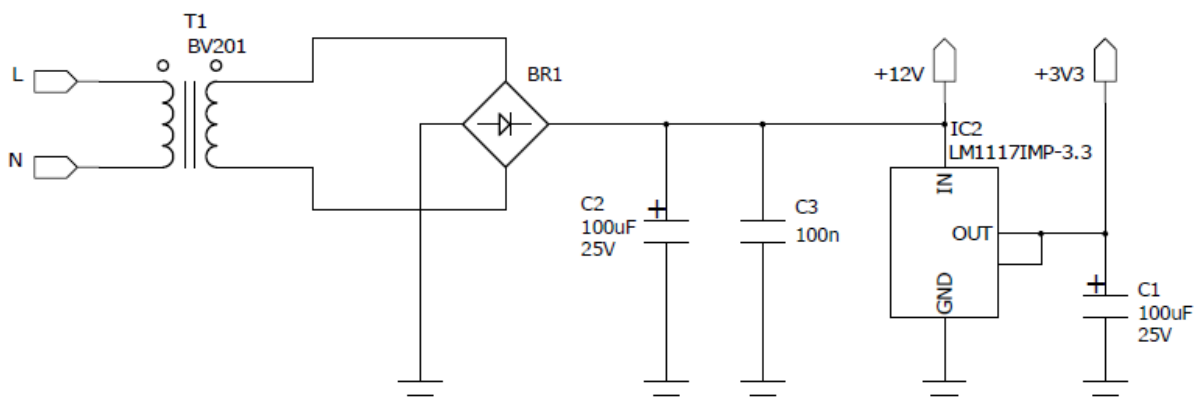 T1
BV201
L
N
BR1
+12V
+3V3
IC2
LM1117IMP-3.3
IN
OUT
GND
C2
100uF
25V
+
C3
100n
+
C1
100uF
25V